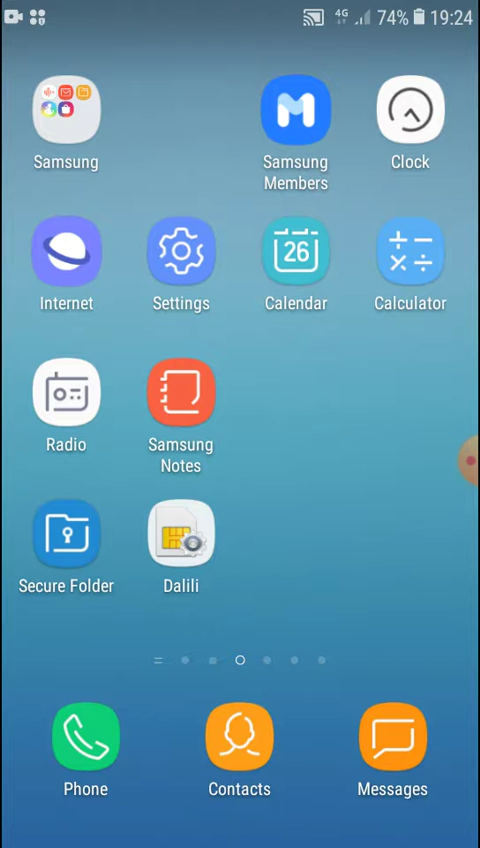 4G 74% 19:24
Samsung
Samsung
Members
Clock
Internet
Settings
26
Calendar
Calculator
Radio
Samsung
Notes
Secure Folder
Dalili
Phone
Contacts
Messages